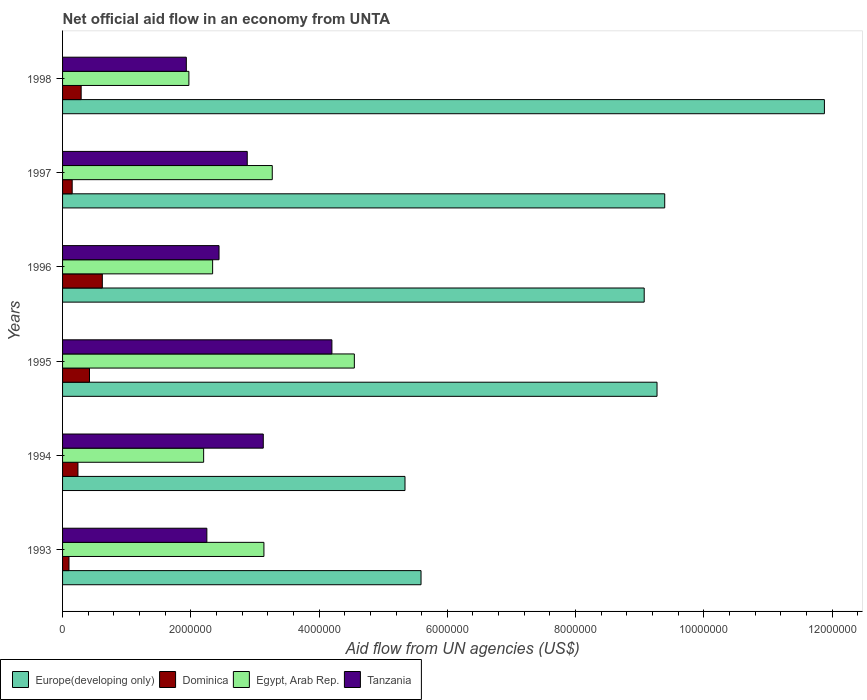 Net official aid flow in an economy from UNTA
Years
1998
1997
1996
1995
1994
1993
0
2000000
4000000
6000000
8000000
10000000
12000000
Aid flow from UN agencies (US$)
Europe(developing only)
Dominica
Egypt, Arab Rep.
Tanzania